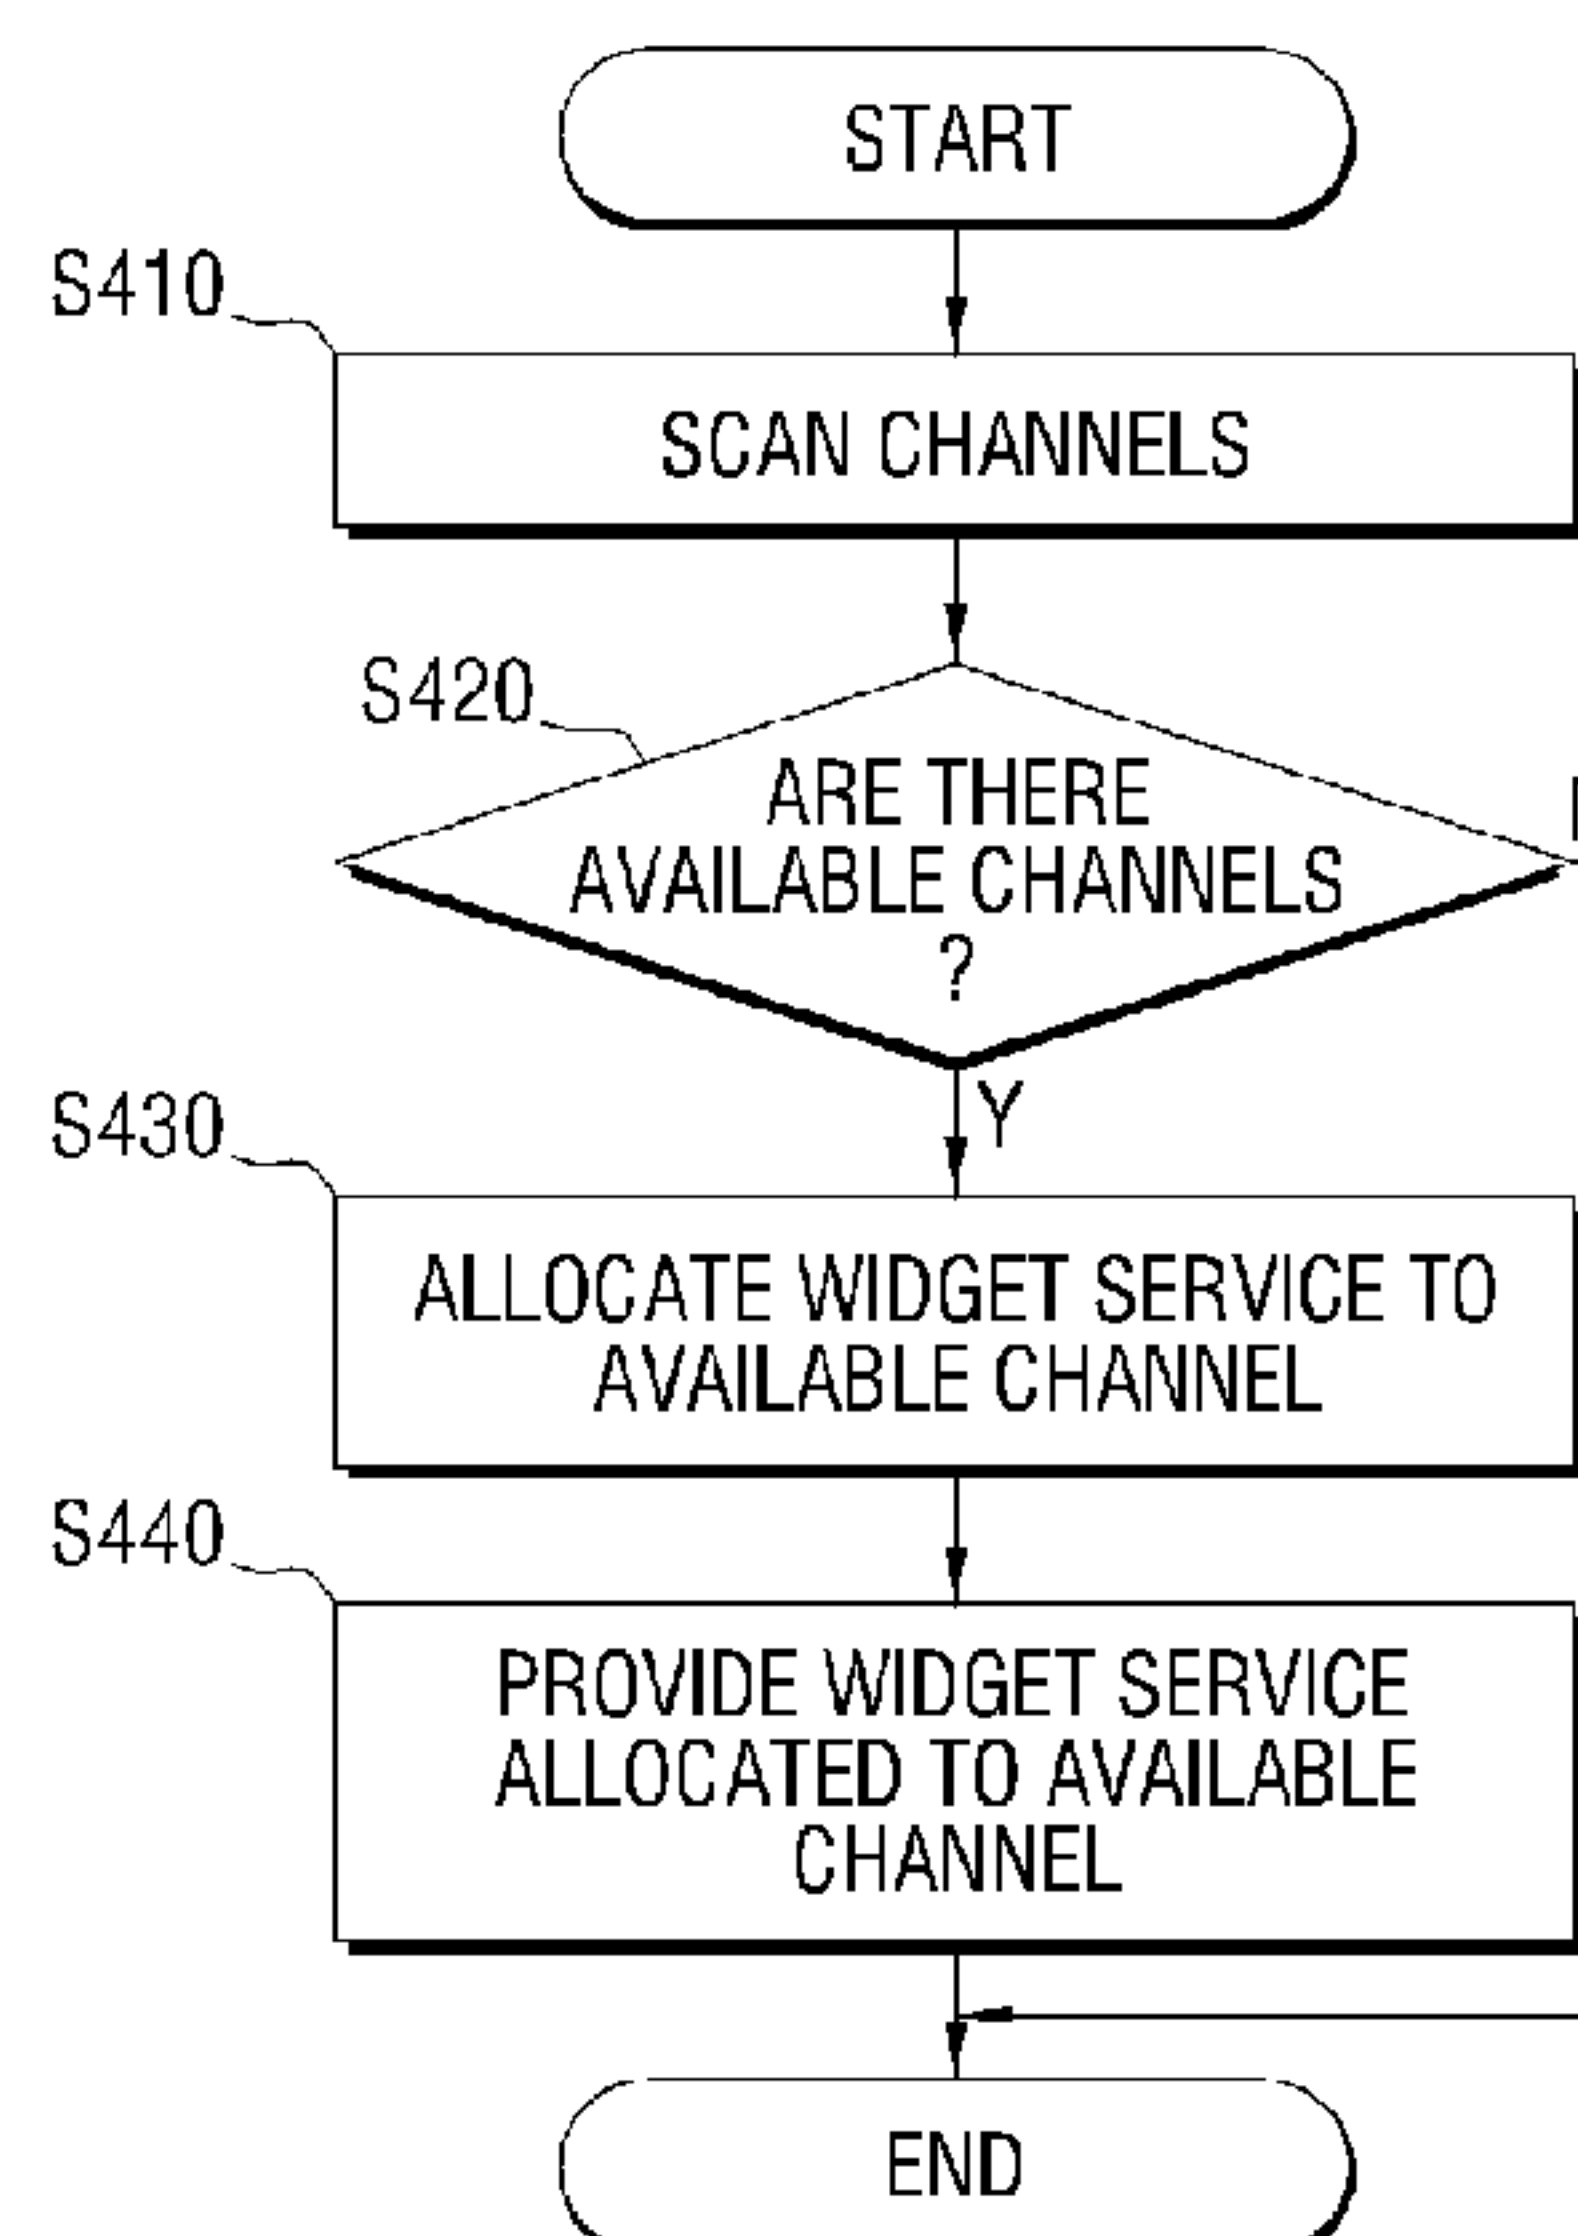 START
S410
SCAN CHANNELS
S420
ARE THERE
AVAILABLE CHANNELS
?
Y
S430
ALLOCATE WIDGET SERVICE TO
AVAILABLE CHANNEL
S440
PROVIDE WIDGET SERVICE
ALLOCATED TO AVAILABLE
CHANNEL
END